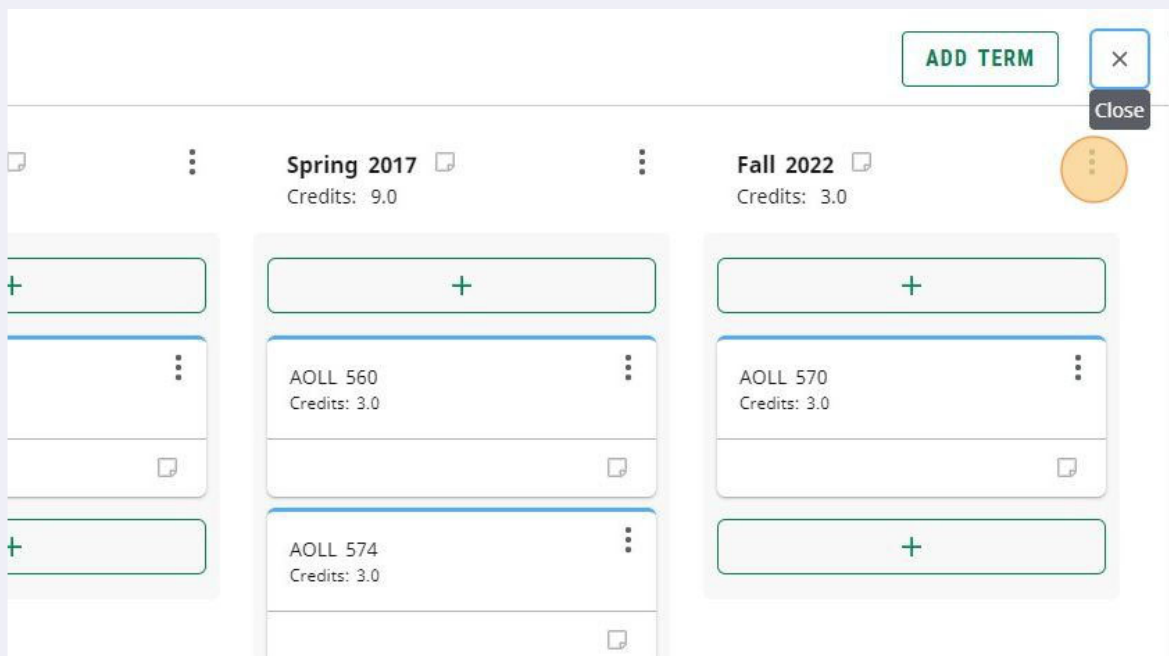 ADD TERM
Close
Spring 2017
Credits: 9.0
Fall 2022
Credits: 3.0
+
+
+
AOLL 560
Credits: 3.0
AOLL 570
Credits: 3.0
+
+
AOLL 574
Credits: 3.0